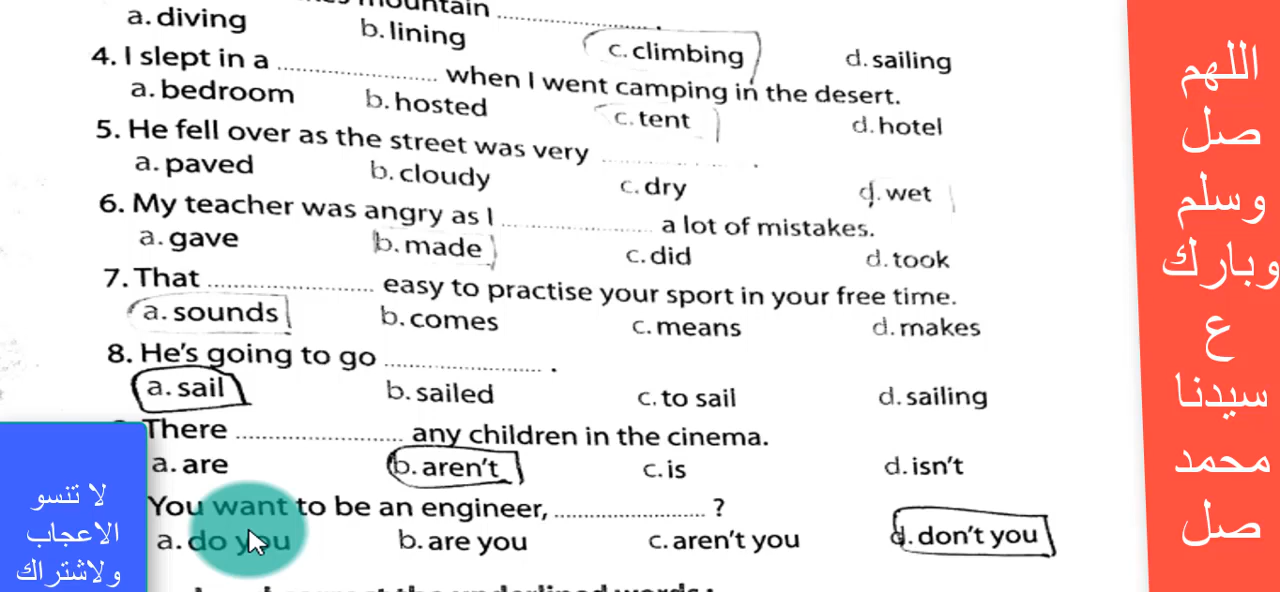 mountain ........................ .
a. diving b. lining c. climbing d. sailing
4. I slept in a ........................ when I went camping in the desert.
a. bedroom b. hosted c. tent d. hotel
5. He fell over as the street was very ........................ .
a. paved b. cloudy c. dry d. wet
6. My teacher was angry as I ........................ a lot of mistakes.
a. gave b. made c. did d. took
7. That ........................ easy to practise your sport in your free time.
a. sounds b. comes c. means d. makes
8. He's going to go ........................ .
a. sail b. sailed c. to sail d. sailing
There ........................ any children in the cinema.
a. are b. aren't c. is d. isn't
You want to be an engineer, ........................ ?
a. do you b. are you c. aren't you d. don't you
correct the underlined words :
اللهم
صل
وسلم
وبارك
ع
سيدنا
محمد
صل
لا تنسو
الاعجاب
ولاشتراك